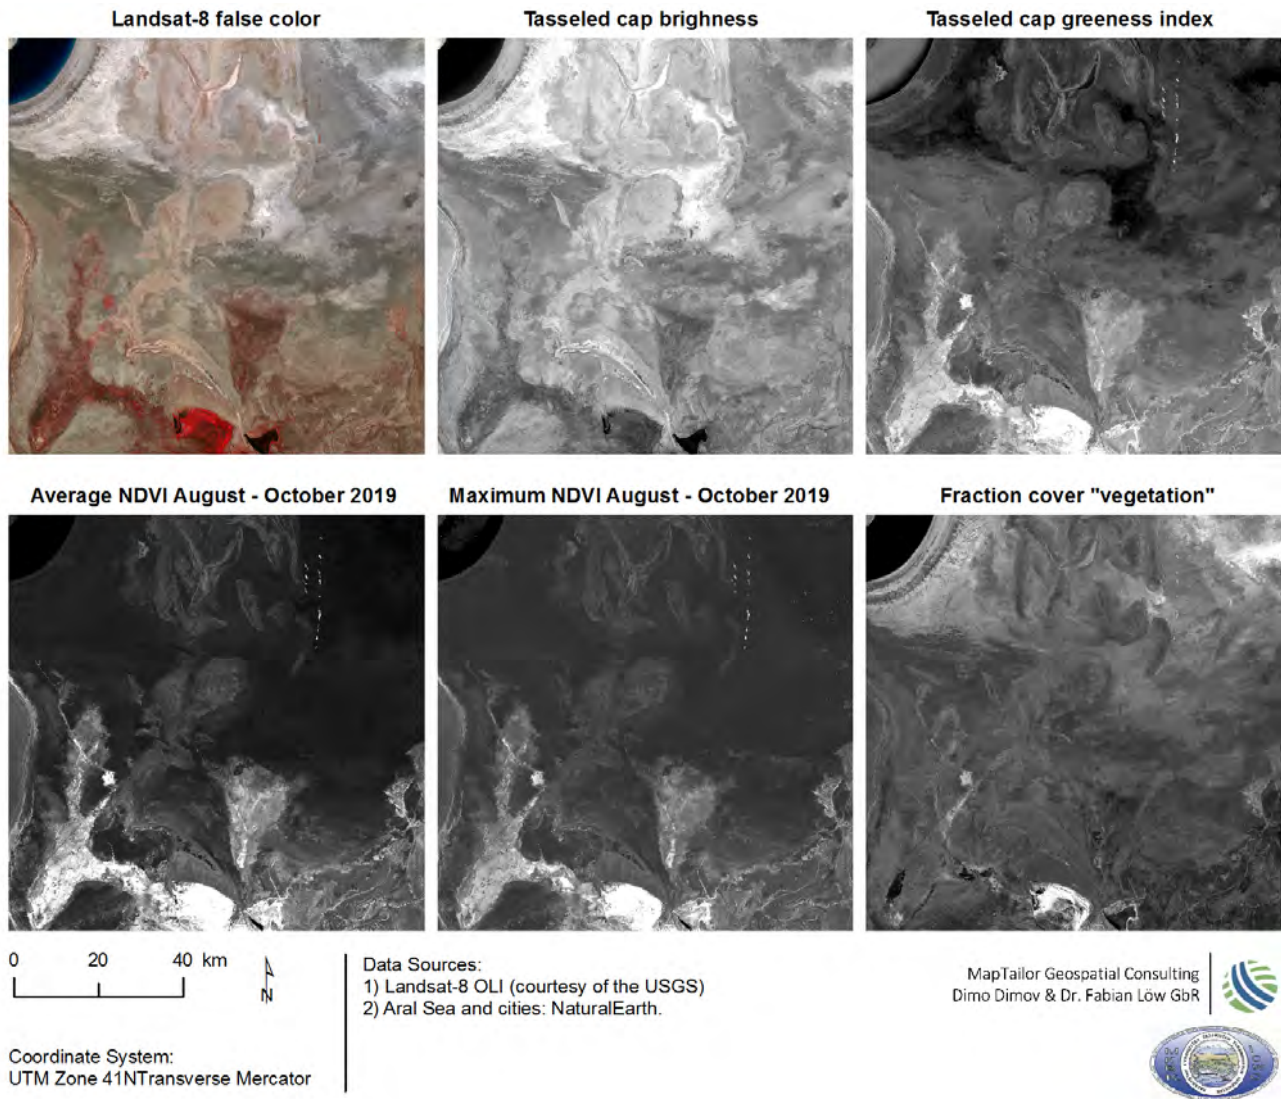 Landsat-8 false color
Tasseled cap brighness
Tasseled cap greeness index
Average NDVI August - October 2019
Maximum NDVI August - October 2019
Fraction cover "vegetation"
0 20 40 km
N
Coordinate System:
UTM Zone 41NTransverse Mercator
Data Sources:
1) Landsat-8 OLI (courtesy of the USGS)
2) Aral Sea and cities: NaturalEarth.
MapTailor Geospatial Consulting
Dimo Dimov & Dr. Fabian Löw GbR